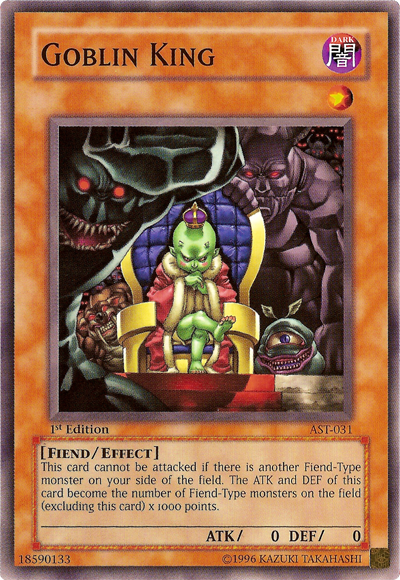 GOBLIN KING
DARK
闇
1st Edition
AST-031
[FIEND/EFFECT]
This card cannot be attacked if there is another Fiend-Type
monster on your side of the field. The ATK and DEF of this
card become the number of Fiend-Type monsters on the field
(excluding this card) x 1000 points.
ATK/ 0 DEF/ 0
18590133
©1996 KAZUKI TAKAHASHI